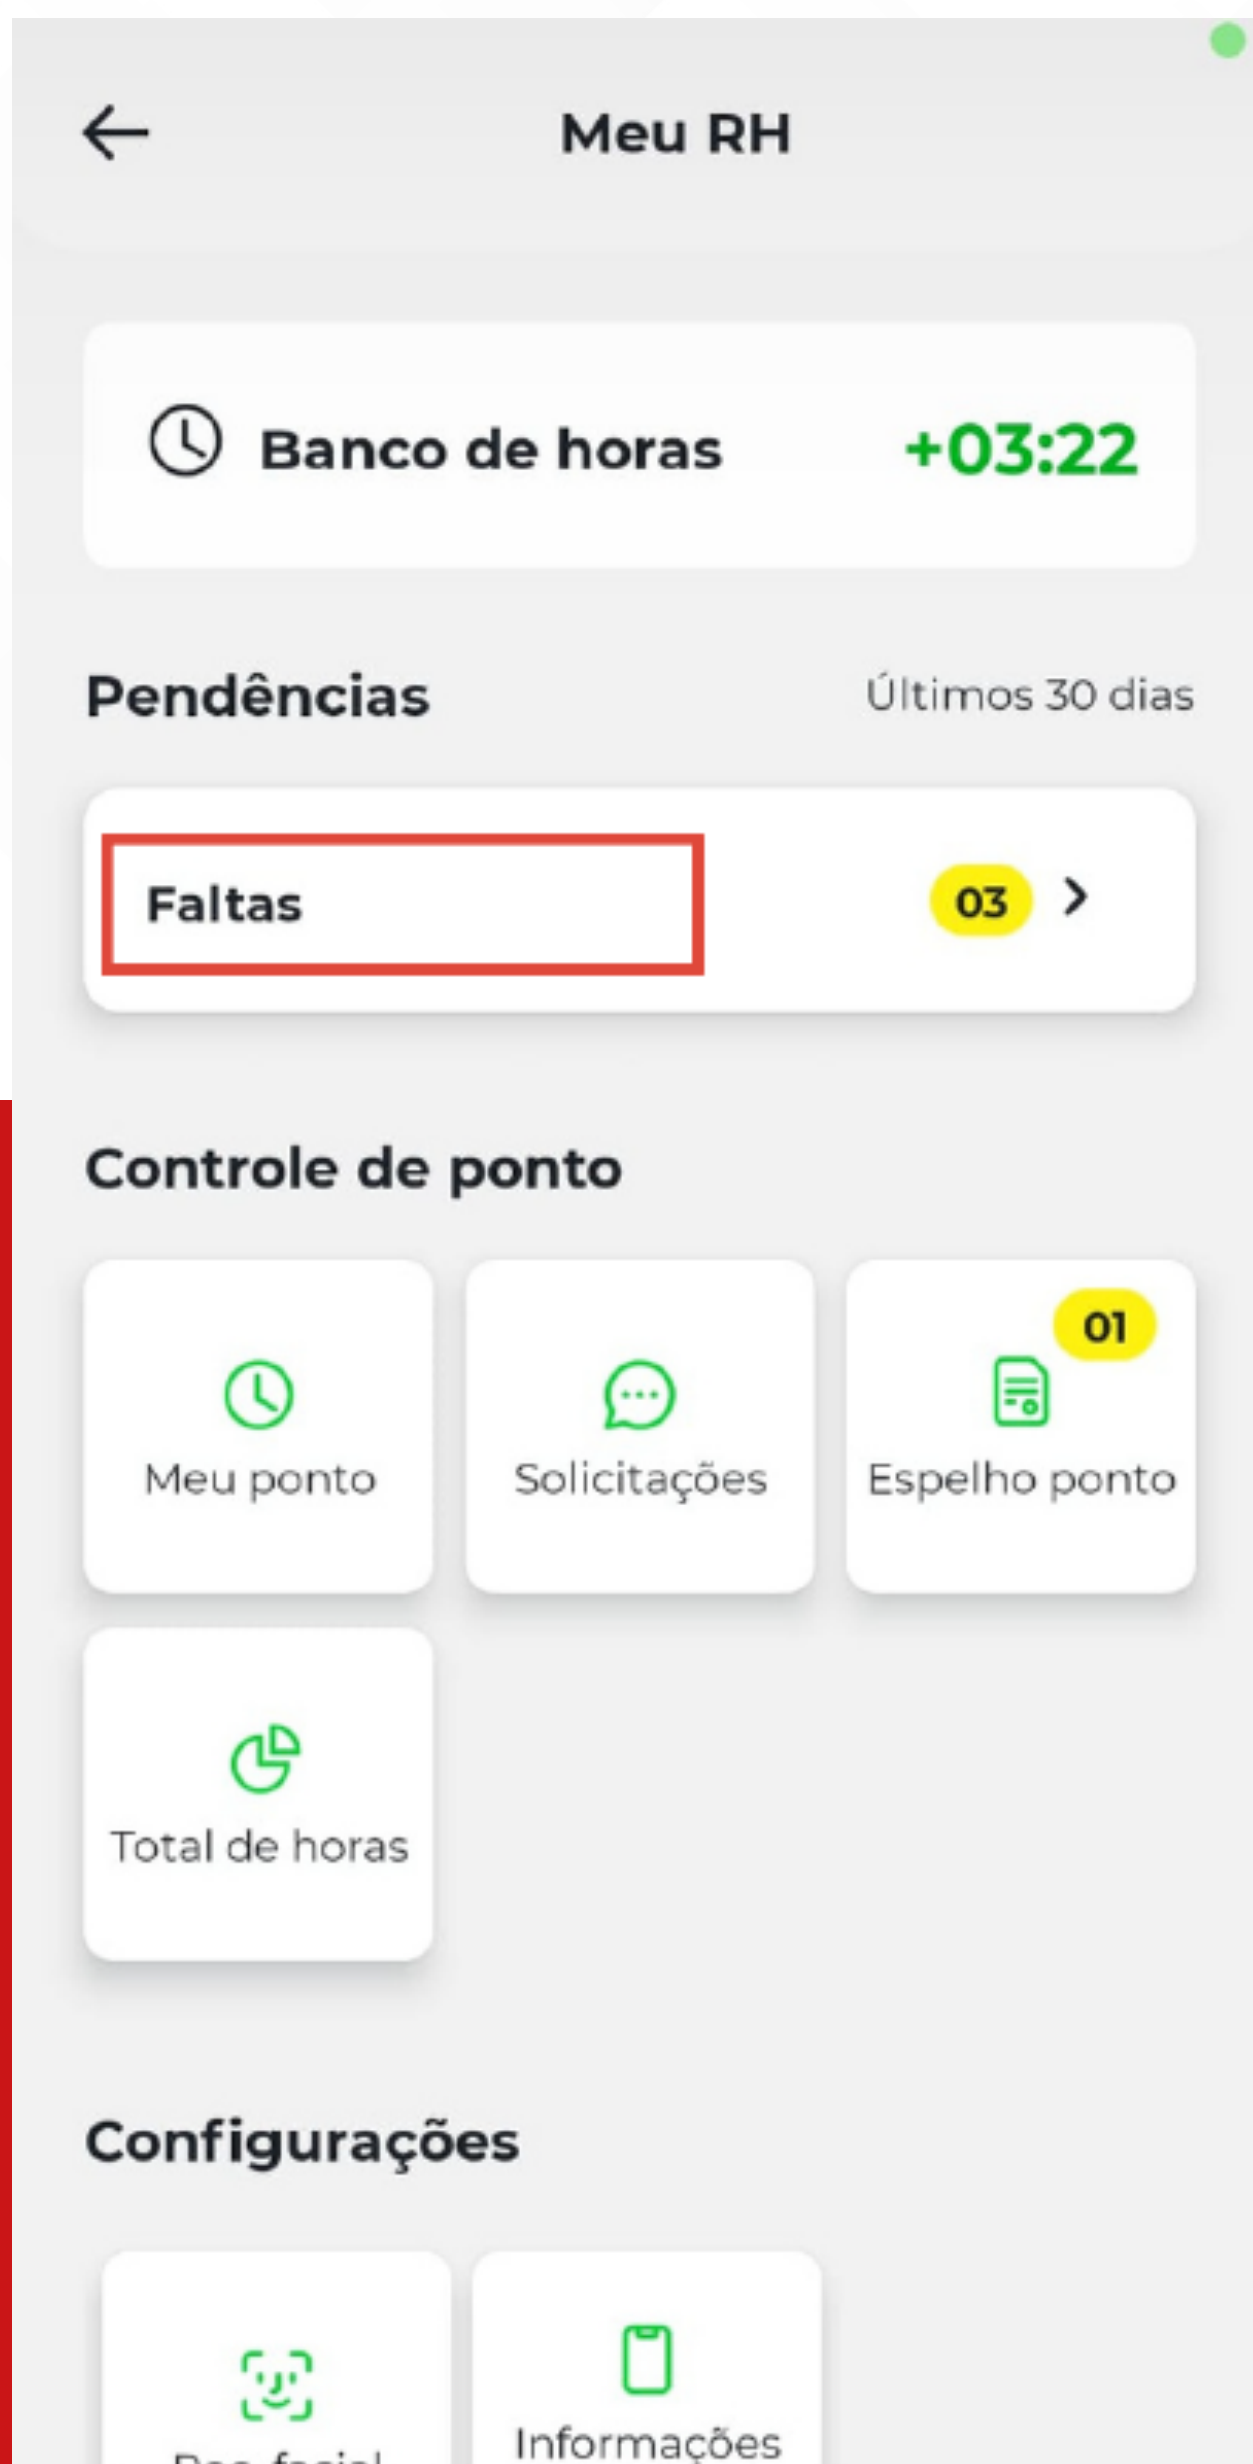 Meu RH
Banco de horas +03:22
Pendências Últimos 30 dias
Faltas 03
Controle de ponto
01
Meu ponto Solicitações Espelho ponto
Total de horas
Configurações
Informações
facial